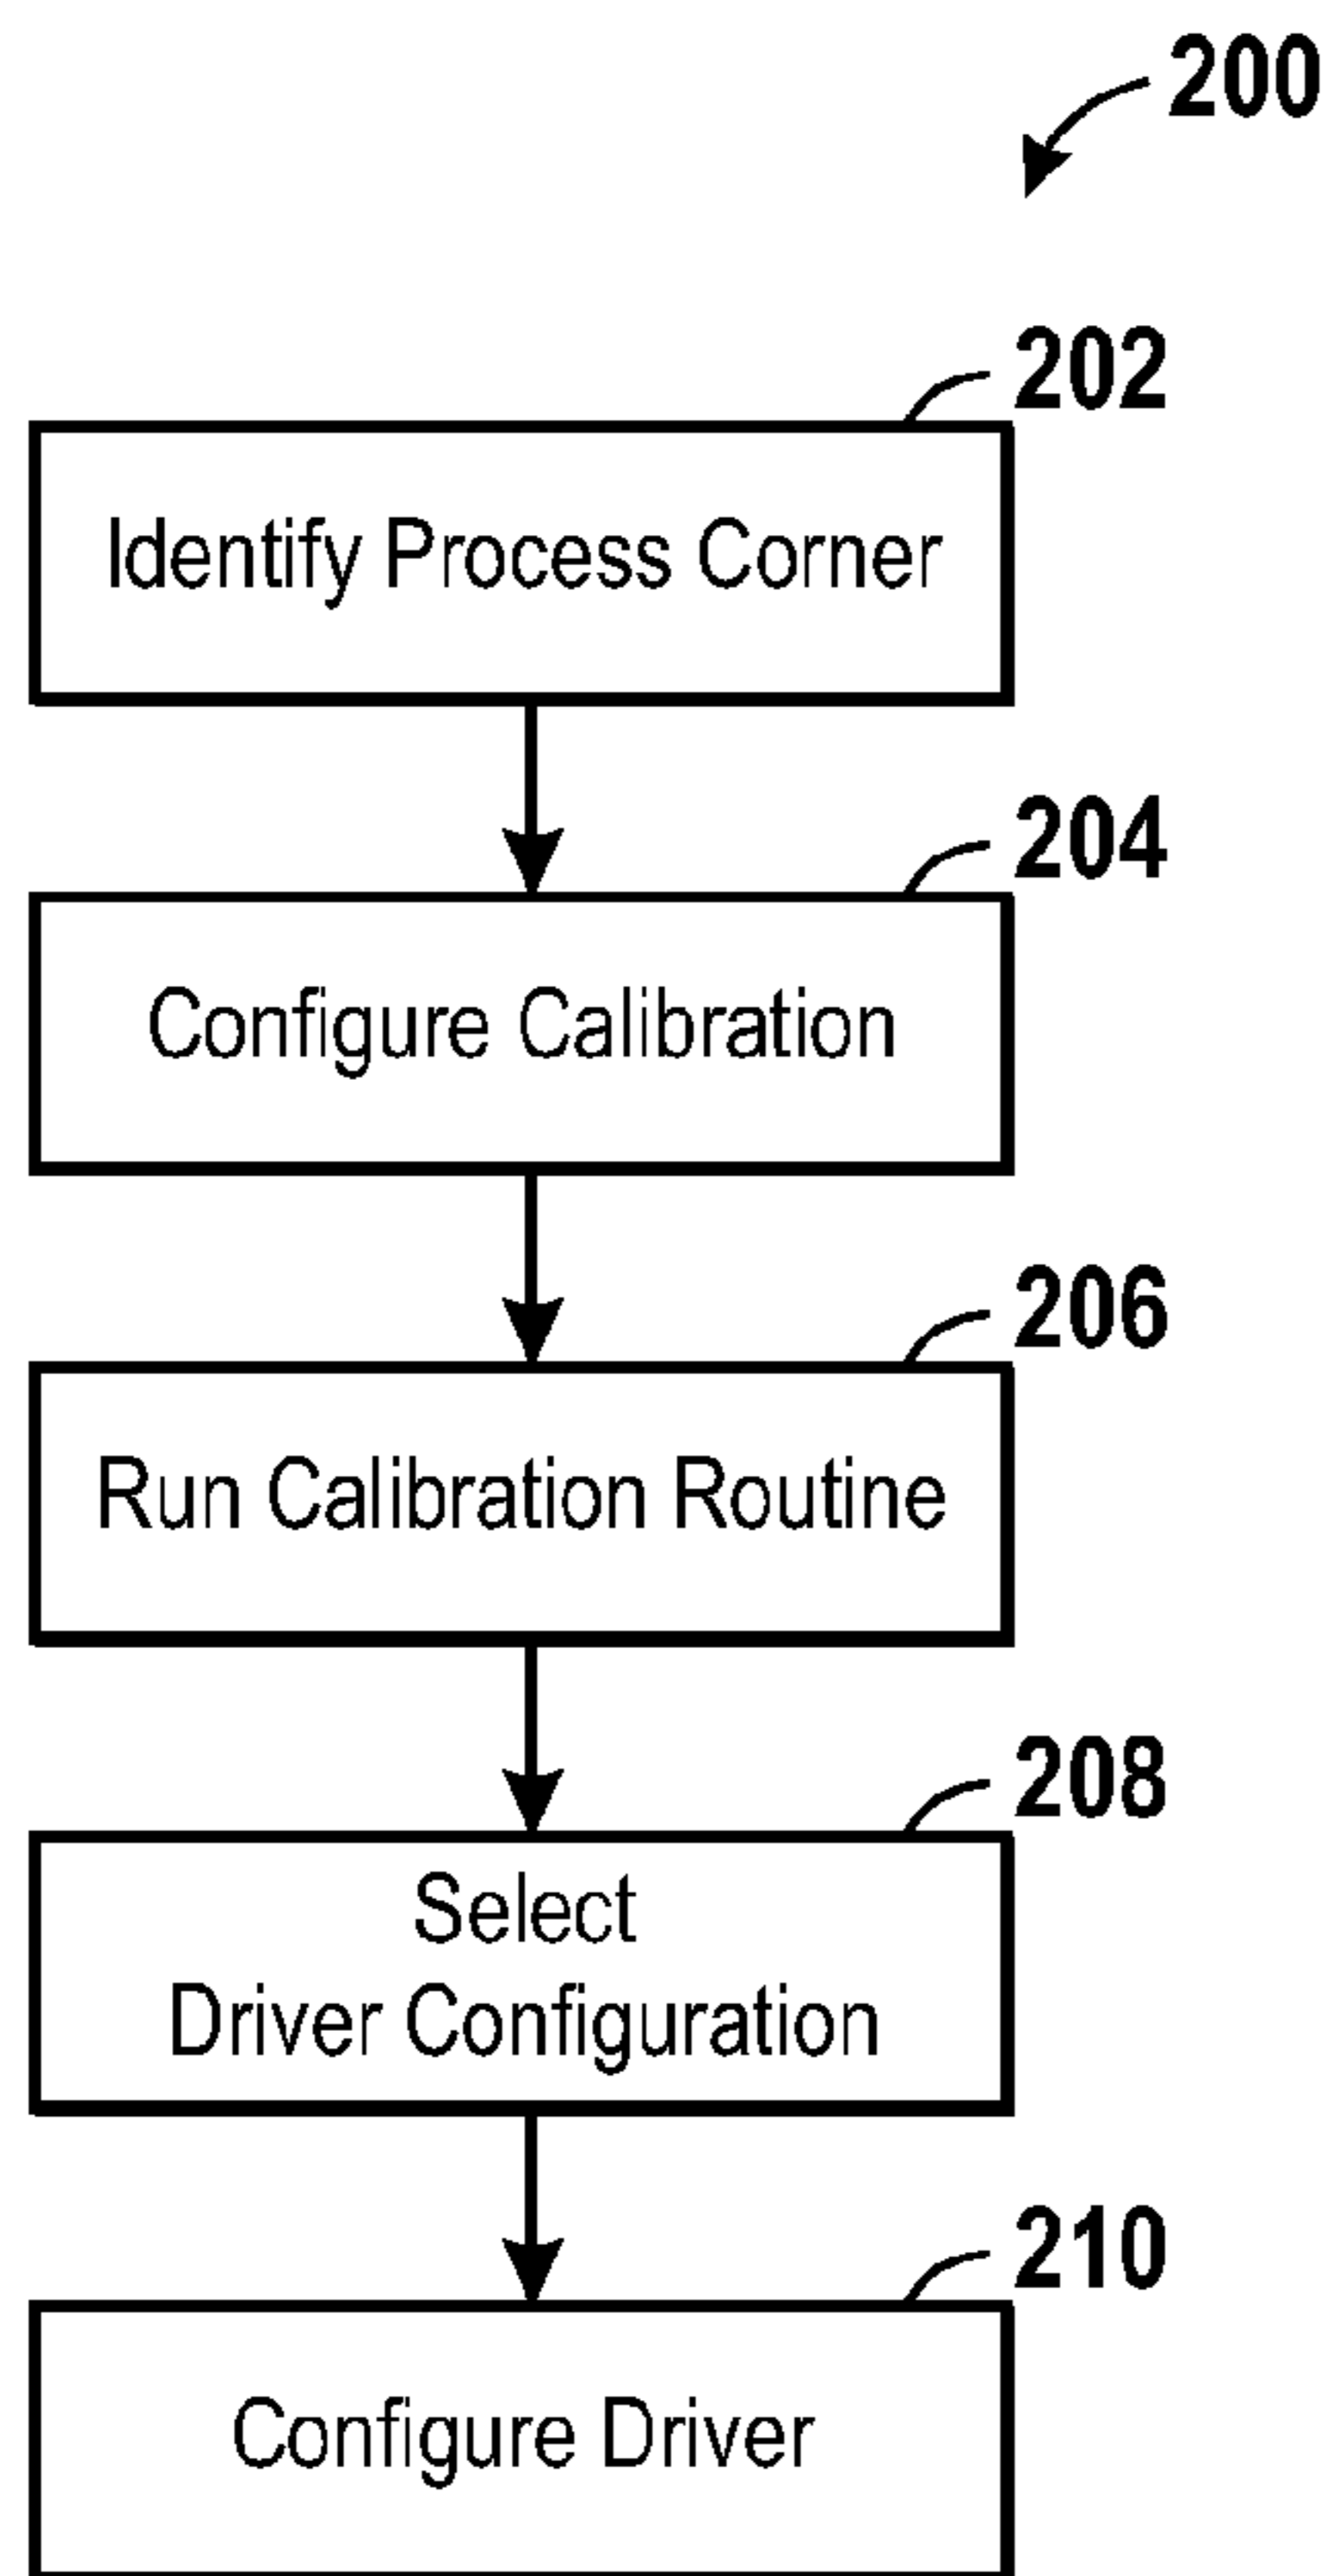 200
202
Identify Process Corner
204
Configure Calibration
206
Run Calibration Routine
208
Select
Driver Configuration
210
Configure Driver